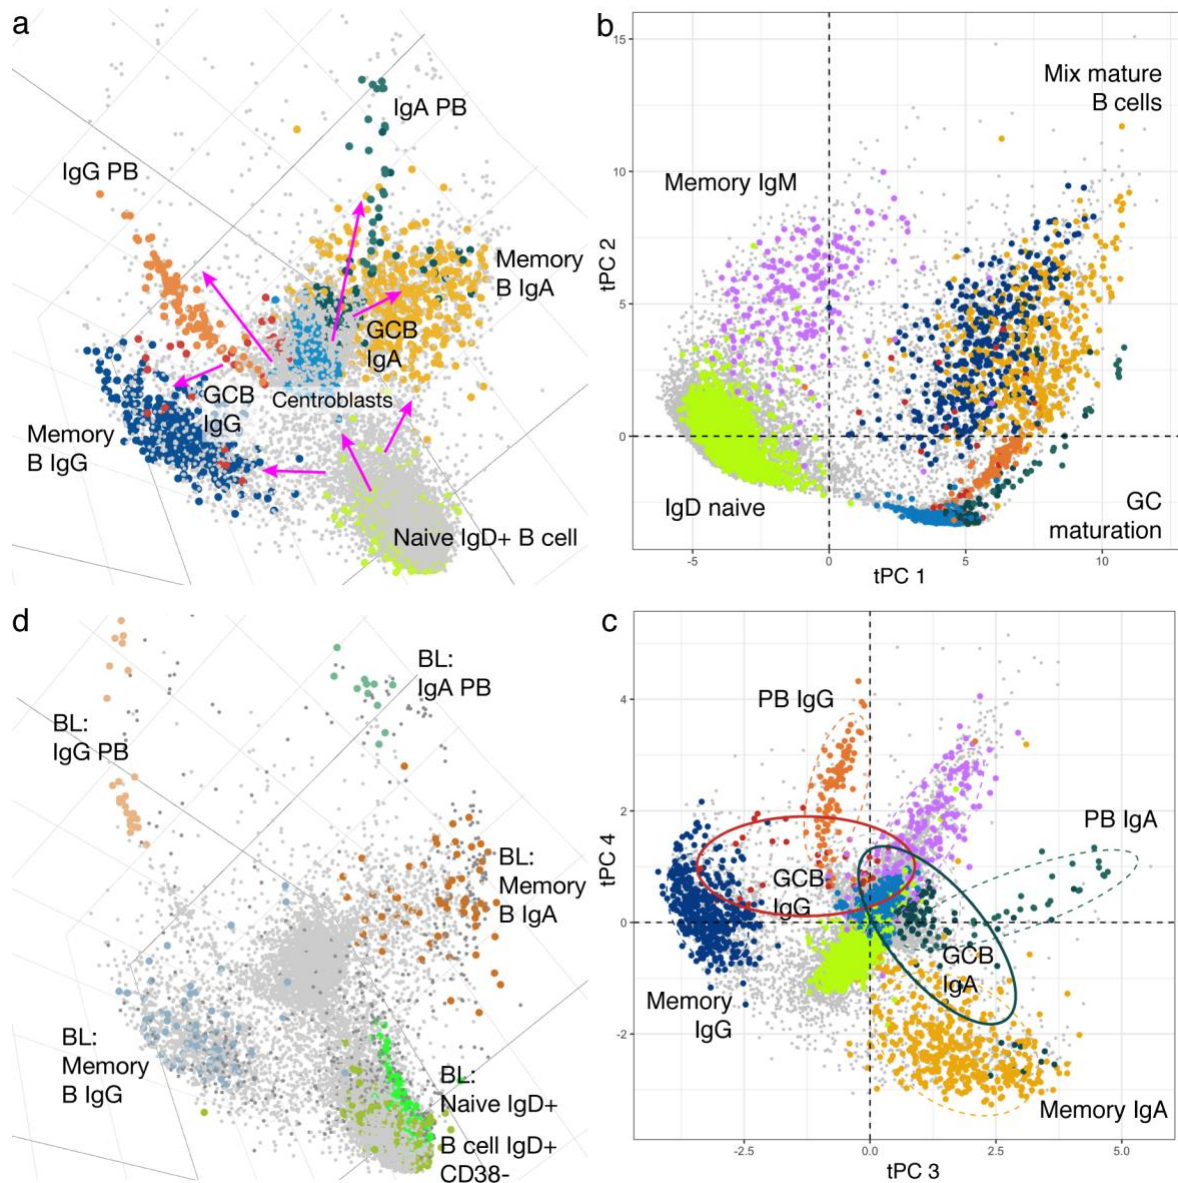 a
IgA PB
IgG PB
Memory
B IgA
GCB
IgA
Centroblasts
GCB
IgG
Memory
B IgG
Naive IgD+ B cell
b
15
10
5
0
tPC 2
Mix mature
B cells
Memory IgM
IgD naive
GC
maturation
-5
0
5
10
tPC 1
d
BL:
IgA PB
BL:
IgG PB
BL:
Memory
B IgA
BL:
Memory
B IgG
BL:
Naive IgD+
B cell IgD+
CD38-
c
4
2
0
-2
tPC 4
PB IgG
PB IgA
GCB
IgG
GCB
IgA
Memory
IgG
Memory IgA
-2.5
0.0
2.5
5.0
tPC 3